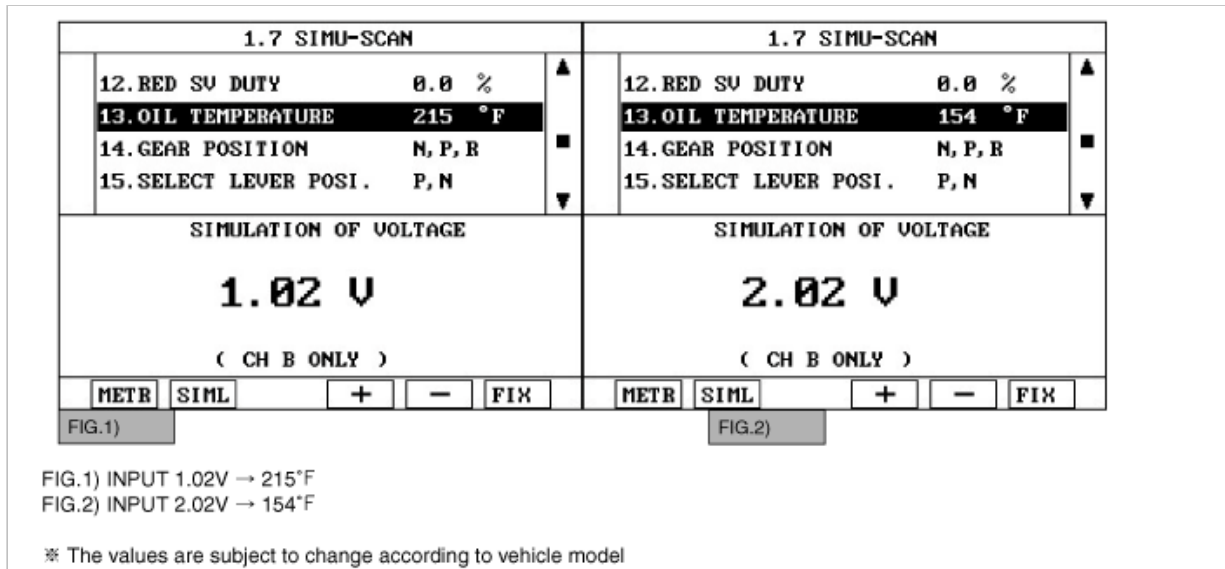 1.7 SIMU-SCAN
12.RED SV DUTY 0.0 %
13.OIL TEMPERATURE 215 °F
14.GEAR POSITION N,P,R
15.SELECT LEVER POSI. P,N
SIMULATION OF VOLTAGE
1.02 V
( CH B ONLY )
METR SIML + − FIX
FIG.1)
1.7 SIMU-SCAN
12.RED SV DUTY 0.0 %
13.OIL TEMPERATURE 154 °F
14.GEAR POSITION N,P,R
15.SELECT LEVER POSI. P,N
SIMULATION OF VOLTAGE
2.02 V
( CH B ONLY )
METR SIML + − FIX
FIG.2)
FIG.1) INPUT 1.02V → 215°F
FIG.2) INPUT 2.02V → 154°F
※ The values are subject to change according to vehicle model